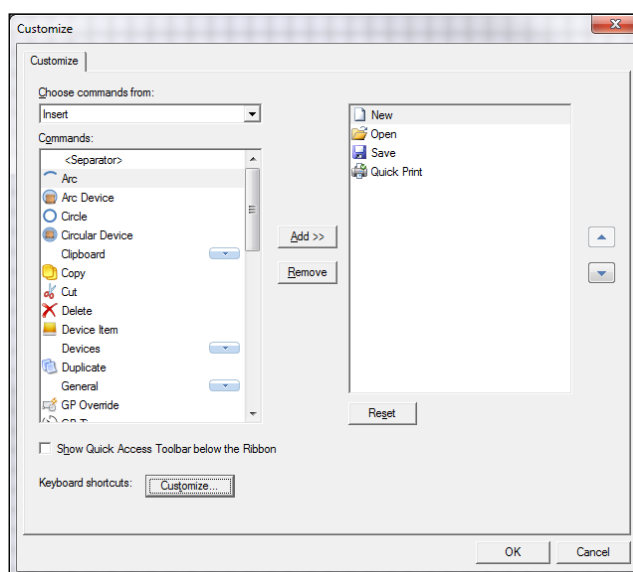 Customize
Customize
Choose commands from:
Insert
Commands:
<Separator>
Arc
Arc Device
Circle
Circular Device
Clipboard
Copy
Cut
Delete
Device Item
Devices
Duplicate
General
GP Override
Add >>
Remove
New
Open
Save
Quick Print
Reset
Show Quick Access Toolbar below the Ribbon
Keyboard shortcuts:
Customize...
OK
Cancel